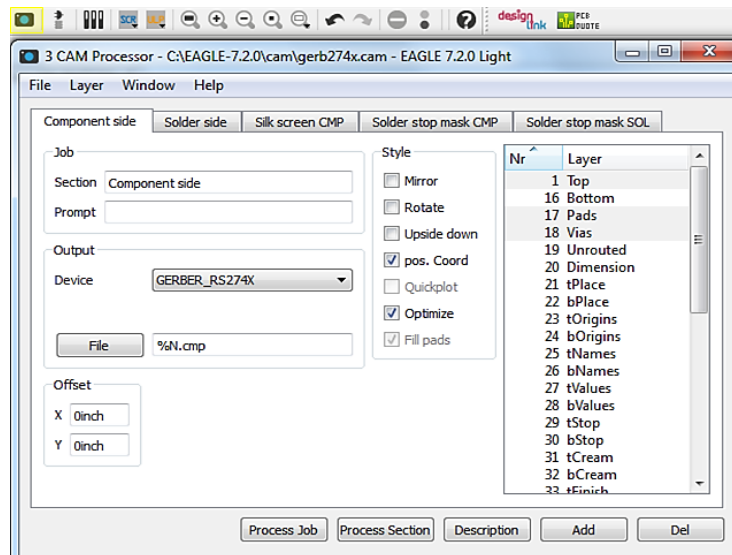 SCR ULP ? design link PCB QUOTE
3 CAM Processor - C:\EAGLE-7.2.0\cam\gerb274x.cam - EAGLE 7.2.0 Light
File Layer Window Help
Component side Solder side Silk screen CMP Solder stop mask CMP Solder stop mask SOL
Job
Section Component side
Prompt
Output
Device GERBER_RS274X
File %N.cmp
Offset
X 0inch
Y 0inch
Style
Mirror
Rotate
Upside down
pos. Coord
Quickplot
Optimize
Fill pads
Nr Layer
1 Top
16 Bottom
17 Pads
18 Vias
19 Unrouted
20 Dimension
21 tPlace
22 bPlace
23 tOrigins
24 bOrigins
25 tNames
26 bNames
27 tValues
28 bValues
29 tStop
30 bStop
31 tCream
32 bCream
33 tFinish
Process Job Process Section Description Add Del